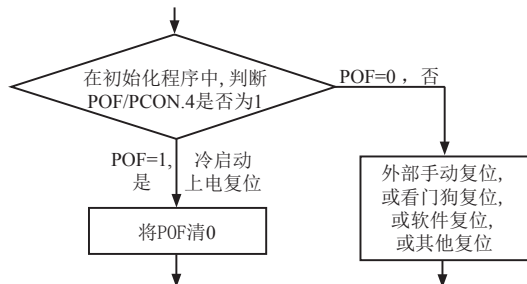 在初始化程序中,判断
POF/PCON.4是否为1
POF=0 ，否
POF=1,
是
冷启动
上电复位
将POF清0
外部手动复位,
或看门狗复位,
或软件复位,
或其他复位